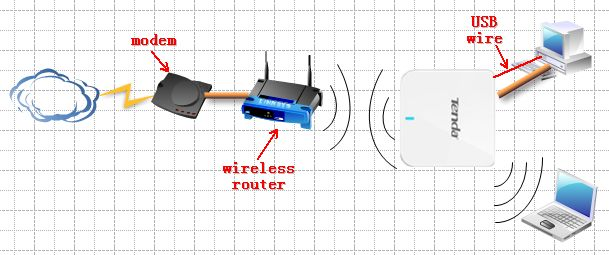 modem
USB
wire
LINKSYS
Tenda
wireless
router